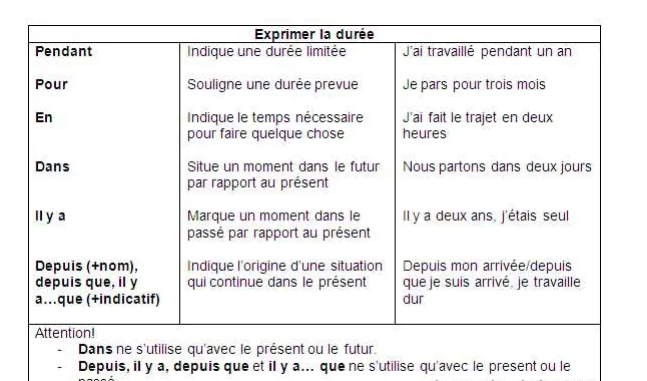 Exprimer la durée
Pendant Indique une durée limitée J'ai travaillé pendant un an
Pour Souligne une durée prevue Je pars pour trois mois
En Indique le temps nécessaire J'ai fait le trajet en deux
pour faire quelque chose heures
Dans Situe un moment dans le futur Nous partons dans deux jours
par rapport au présent
Il y a Marque un moment dans le Il y a deux ans, j'étais seul
passé par rapport au présent
Depuis (+nom), Indique l'origine d'une situation Depuis mon arrivée/depuis
depuis que, il y qui continue dans le présent que je suis arrivé, je travaille
a...que (+indicatif) dur
Attention!
- Dans ne s'utilise qu'avec le présent ou le futur.
- Depuis, il y a, depuis que et il y a... que ne s'utilise qu'avec le present ou le